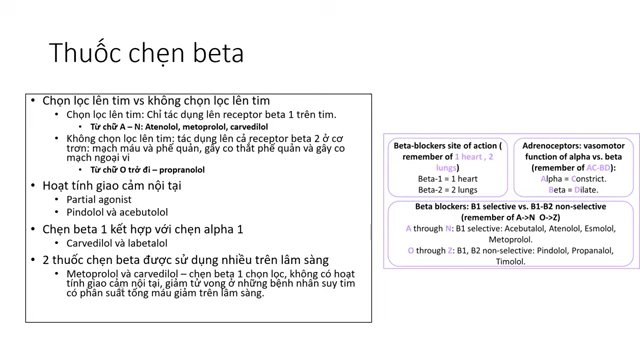 Thuốc chẹn beta
• Chọn lọc lên tim vs không chọn lọc lên tim
• Chọn lọc lên tim: Chỉ tác dụng lên receptor beta 1 trên tim.
• Từ chữ A – N: Atenolol, metoprolol, carvedilol
• Không chọn lọc lên tim: tác dụng lên cả receptor beta 2 ở cơ
trơn: mạch máu và phế quản, gấy co thắt phế quản và gấy co
mạch ngoại vi
• Từ chữ O trở đi – propranolol
• Hoạt tính giao cảm nội tại
• Partial agonist
• Pindolol và acebutolol
• Chẹn beta 1 kết hợp với chẹn alpha 1
• Carvedilol và labetalol
• 2 thuốc chẹn beta được sử dụng nhiều trên lâm sàng
• Metoprolol và carvedilol – chẹn beta 1 chọn lọc, không có hoạt
tính giao cảm nội tại, giảm tử vong ở những bệnh nhân suy tim
có phân suất tống máu giảm trên lâm sàng.
Beta-blockers site of action (
remember of 1 heart , 2
lungs)
Beta-1 = 1 heart
Beta-2 = 2 lungs
Adrenoceptors: vasomotor
function of alpha vs. beta
(remember of AC-BD):
Alpha = Constrict.
Beta = Dilate.
Beta blockers: B1 selective vs. B1-B2 non-selective
(remember of A->N O->Z)
A through N: B1 selective: Acebutalol, Atenolol, Esmolol,
Metoprolol.
O through Z: B1, B2 non-selective: Pindolol, Propanalol,
Timolol.